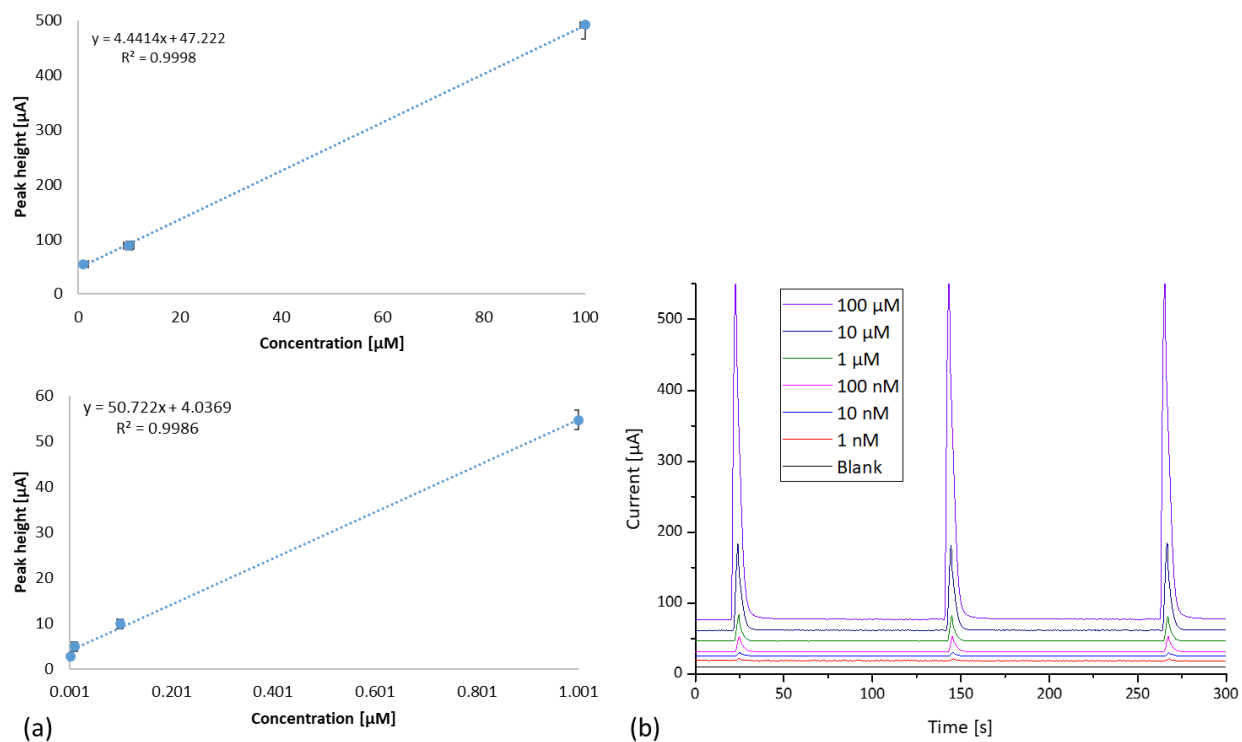 500
y = 4.4414x + 47.222
R² = 0.9998
400
300
200
100
0
Peak height [µA]
0 20 40 60 80 100
Concentration [µM]
60
y = 50.722x + 4.0369
R² = 0.9986
50
40
30
20
10
0
Peak height [µA]
0.001 0.201 0.401 0.601 0.801 1.001
Concentration [µM]
(a)
500
400
300
200
100
0
Current [µA]
100 µM
10 µM
1 µM
100 nM
10 nM
1 nM
Blank
0 50 100 150 200 250 300
Time [s]
(b)